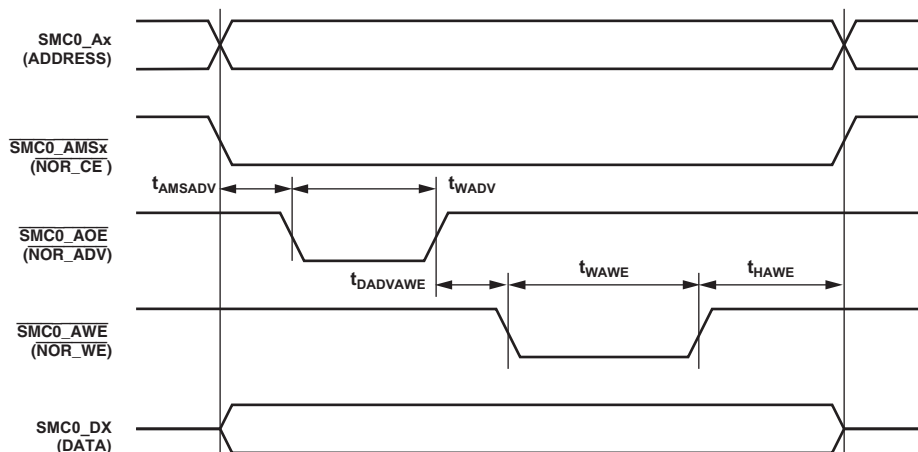 SMC0_Ax
(ADDRESS)
SMC0_AMSx
(NOR_CE)
tAMSADV
tWADV
SMC0_AOE
(NOR_ADV)
tDADVAWE
tWAWE
tHAWE
SMC0_AWE
(NOR_WE)
SMC0_DX
(DATA)